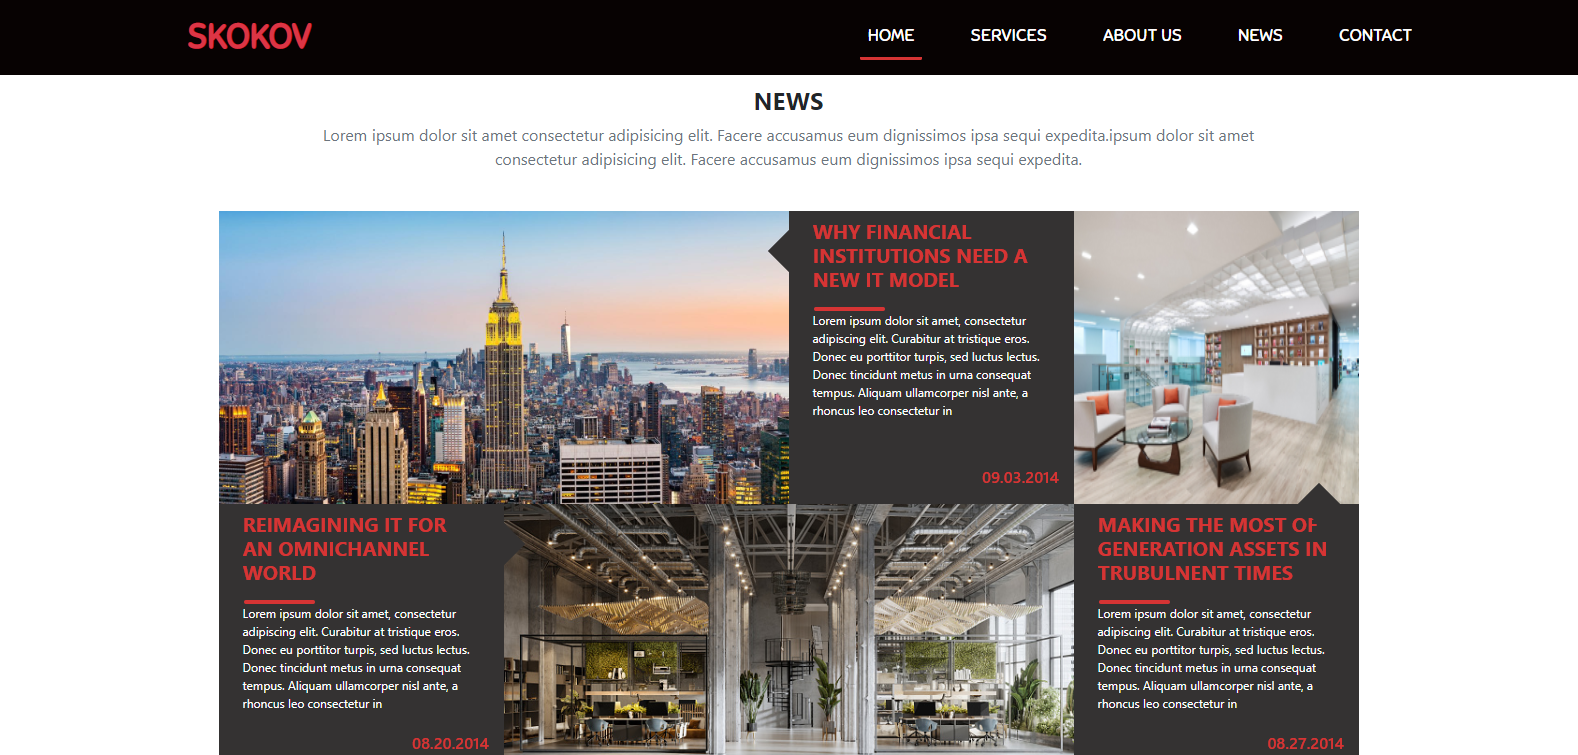 SKOKOV
HOME SERVICES ABOUT US NEWS CONTACT
NEWS
Lorem ipsum dolor sit amet consectetur adipisicing elit. Facere accusamus eum dignissimos ipsa sequi expedita.ipsum dolor sit amet
consectetur adipisicing elit. Facere accusamus eum dignissimos ipsa sequi expedita.
WHY FINANCIAL
INSTITUTIONS NEED A
NEW IT MODEL
Lorem ipsum dolor sit amet, consectetur
adipiscing elit. Curabitur at tristique eros.
Donec eu porttitor turpis, sed luctus lectus.
Donec tincidunt metus in urna consequat
tempus. Aliquam ullamcorper nisl ante, a
rhoncus leo consectetur in
09.03.2014
REIMAGINING IT FOR
AN OMNICHANNEL
WORLD
Lorem ipsum dolor sit amet, consectetur
adipiscing elit. Curabitur at tristique eros.
Donec eu porttitor turpis, sed luctus lectus.
Donec tincidunt metus in urna consequat
tempus. Aliquam ullamcorper nisl ante, a
rhoncus leo consectetur in
08.20.2014
MAKING THE MOST OF
GENERATION ASSETS IN
TRUBULNENT TIMES
Lorem ipsum dolor sit amet, consectetur
adipiscing elit. Curabitur at tristique eros.
Donec eu porttitor turpis, sed luctus lectus.
Donec tincidunt metus in urna consequat
tempus. Aliquam ullamcorper nisl ante, a
rhoncus leo consectetur in
08.27.2014